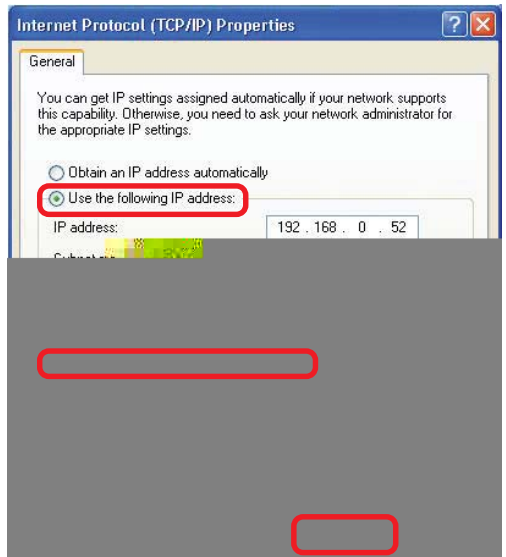 Internet Protocol (TCP/IP) Properties
General
You can get IP settings assigned automatically if your network supports
this capability. Otherwise, you need to ask your network administrator for
the appropriate IP settings.
Obtain an IP address automatically
Use the following IP address:
IP address: 192 . 168 . 0 . 52